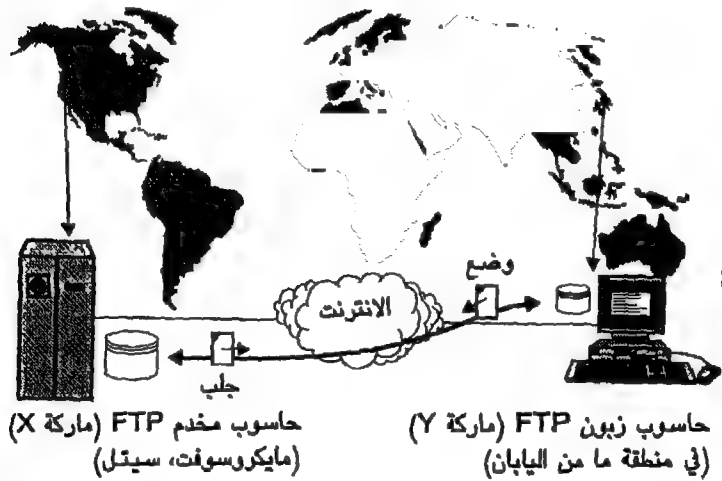 وضع
الانترنت
جلب
حاسوب زبون FTP (ماركة Y)
(في منطقة ما من اليابان)
حاسوب مخدم FTP (ماركة X)
(مايكروسوفت، سيتل)